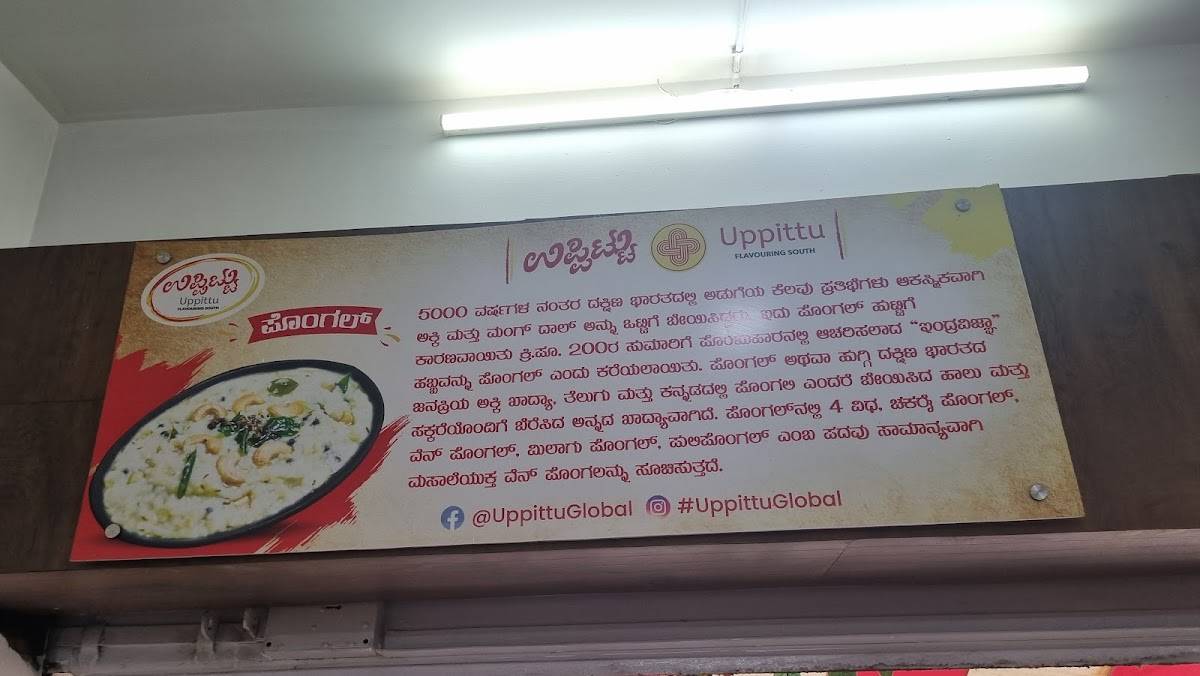 ಉಪ್ಪಿಟ್ಟು Uppittu
FLAVOURING SOUTH
ಉಪ್ಪಿಟ್ಟು
Uppittu
FLAVOURING SOUTH
ಪೊಂಗಲ್
5000 ವರ್ಷಗಳ ನಂತರ ದಕ್ಷಿಣ ಭಾರತದಲ್ಲಿ ಅಡುಗೆಯ ಕೆಲವು ಪ್ರತಿಭೆಗಳು ಆಕಸ್ಮಿಕವಾಗಿ
ಅಕ್ಕಿ ಮತ್ತು ಮಂಗ್ ದಾಲ್ ಅನ್ನು ಒಟ್ಟಿಗೆ ಬೇಯಿಸಿದ್ದರು. ಇದು ಪೊಂಗಲ್ ಹುಟ್ಟಿಗೆ
ಕಾರಣವಾಯಿತು ಕ್ರಿ.ಪೂ. 200ರ ಸುಮಾರಿಗೆ ಆಚರಿಸಲಾದ "ಇಂದ್ರವಿಜ್ಞಾ"
ಹಬ್ಬವನ್ನು ಪೊಂಗಲ್ ಎಂದು ಕರೆಯಲಾಯಿತು. ಪೊಂಗಲ್ ಅಥವಾ ಹುಗ್ಗಿ ದಕ್ಷಿಣ ಭಾರತದ
ಜನಪ್ರಿಯ ಅಕ್ಕಿ ಖಾದ್ಯಾ, ತೆಲುಗು ಮತ್ತು ಕನ್ನಡದಲ್ಲಿ ಪೊಂಗಲಿ ಎಂದರೆ ಬೇಯಿಸಿದ ಹಾಲು ಮತ್ತು
ಸಕ್ಕರೆಯೊಂದಿಗೆ ಬೆರೆಸಿದ ಅನ್ನದ ಖಾದ್ಯಾವಾಗಿದೆ. ಪೊಂಗಲ್‌ನಲ್ಲಿ 4 ವಿಧ, ಚಕರೈ ಪೊಂಗಲ್,
ವೆನ್ ಪೊಂಗಲ್, ಮಿಲಾಗು ಪೊಂಗಲ್, ಪುಲಿಪೊಂಗಲ್ ಎಂಬ ಪದವು ಸಾಮಾನ್ಯವಾಗಿ
ಮಸಾಲೆಯುಕ್ತ ವೆನ್ ಪೊಂಗಲನ್ನು ಸೂಚಿಸುತ್ತದೆ.
@UppittuGlobal #UppittuGlobal